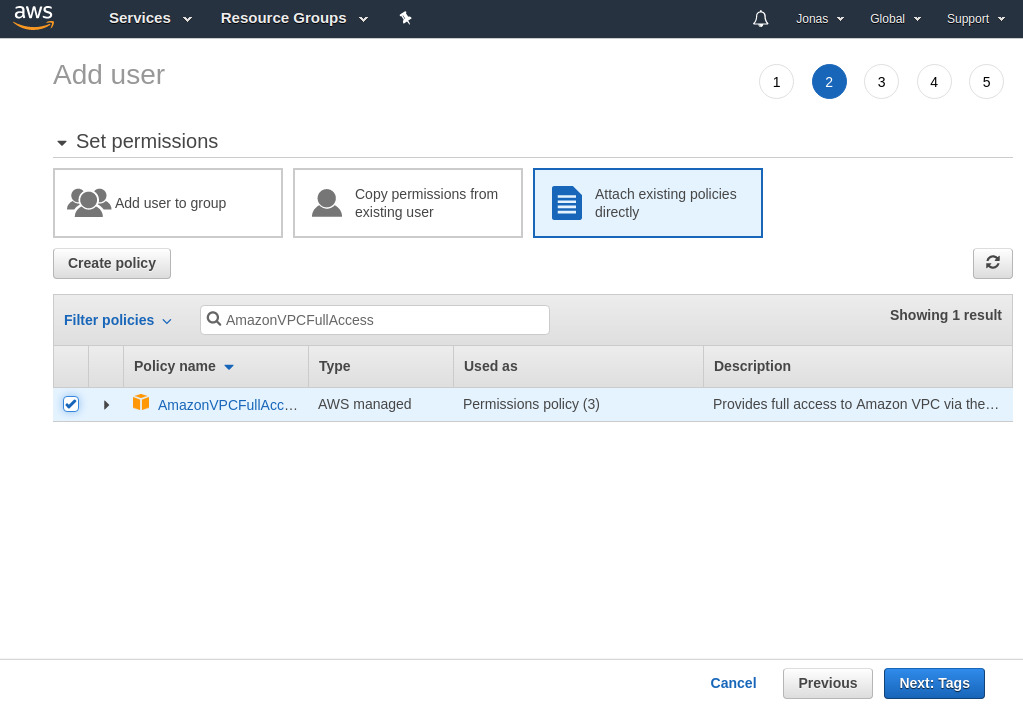 aws Services Resource Groups Jonas Global Support
Add user
1 2 3 4 5
Set permissions
Add user to group
Copy permissions from
existing user
Attach existing policies
directly
Create policy
Filter policies AmazonVPCFullAccess Showing 1 result
Policy name Type Used as Description
AmazonVPCFullAcc… AWS managed Permissions policy (3) Provides full access to Amazon VPC via the…
Cancel Previous Next: Tags